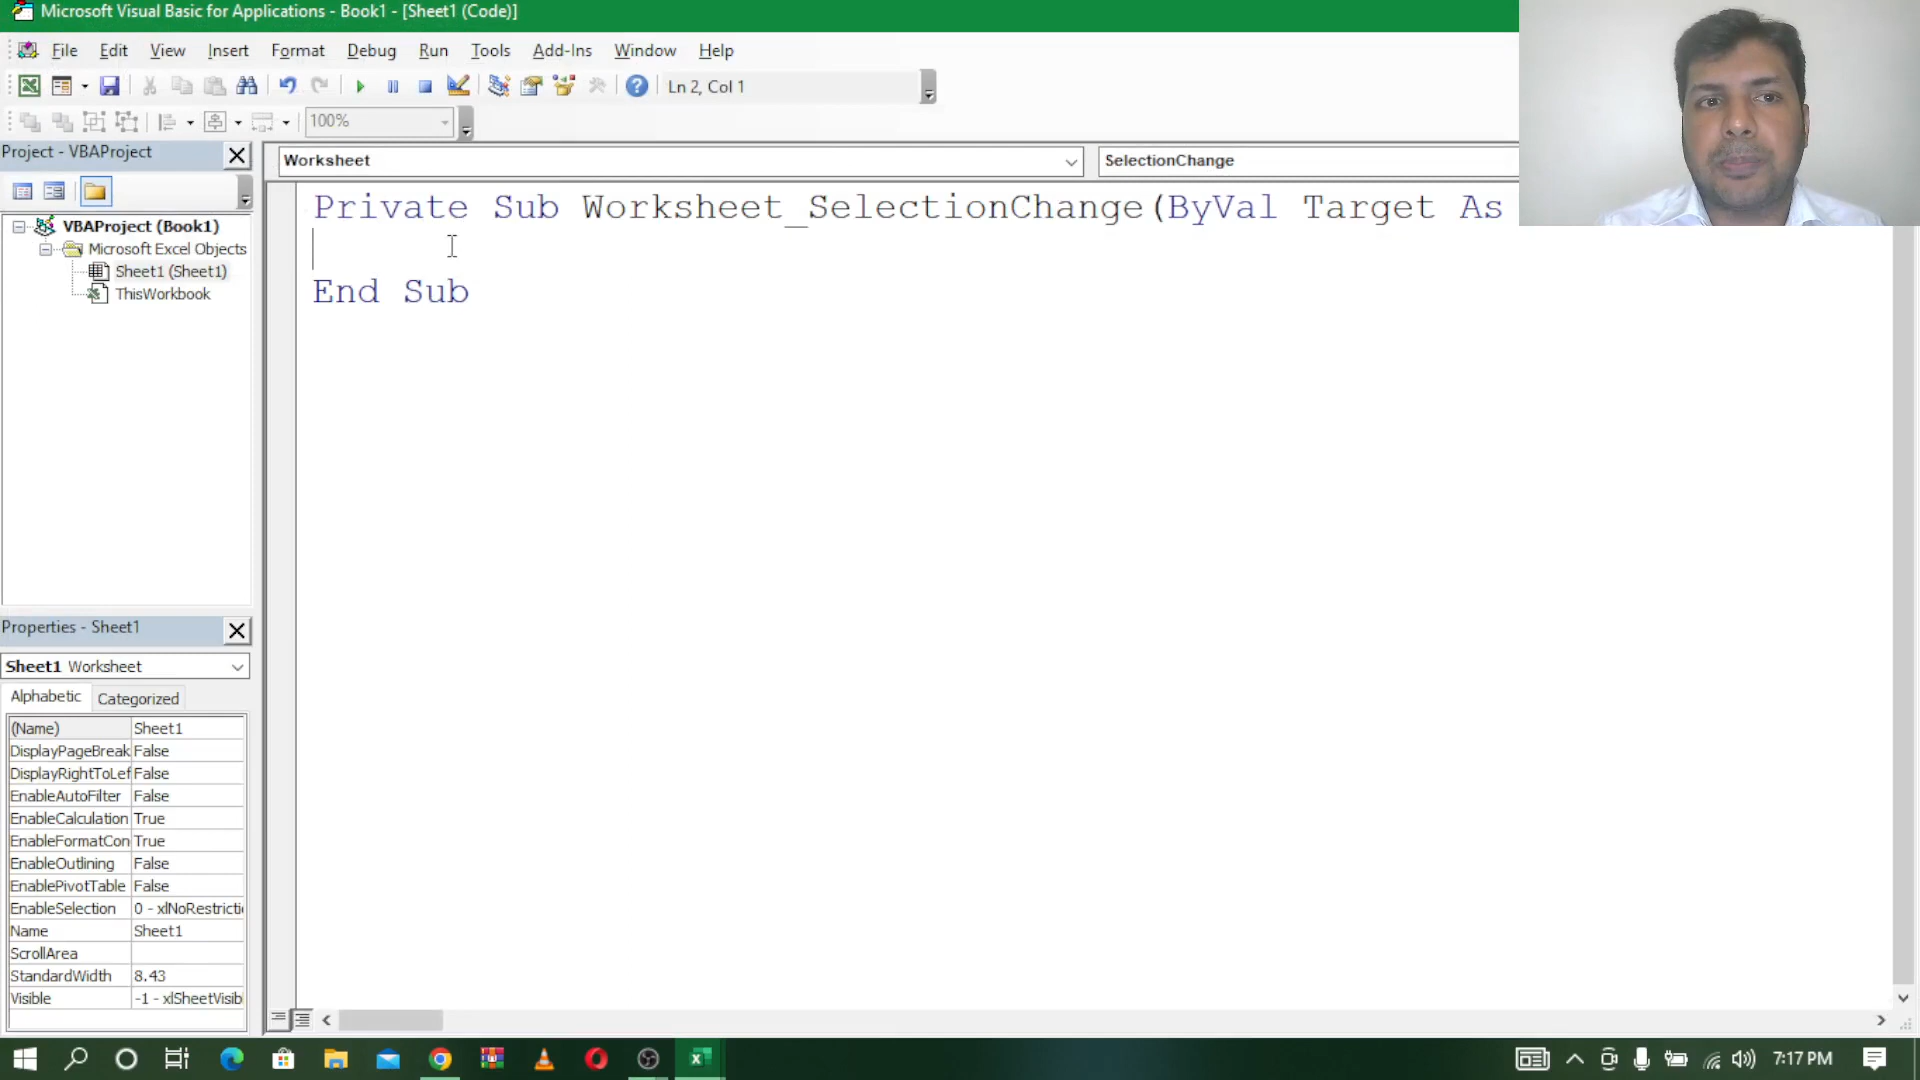 Microsoft Visual Basic for Applications - Book1 - [Sheet1 (Code)]
File Edit View Insert Format Debug Run Tools Add-Ins Window Help
Ln 2, Col 1
100%
Project - VBAProject
Worksheet
SelectionChange
VBAProject (Book1)
Microsoft Excel Objects
Sheet1 (Sheet1)
ThisWorkbook
Private Sub Worksheet_SelectionChange(ByVal Target As
End Sub
Properties - Sheet1
Sheet1 Worksheet
Alphabetic Categorized
(Name) Sheet1
DisplayPageBreak False
DisplayRightToLef False
EnableAutoFilter False
EnableCalculation True
EnableFormatCon True
EnableOutlining False
EnablePivotTable False
EnableSelection 0 - xlNoRestricti
Name Sheet1
ScrollArea
StandardWidth 8.43
Visible -1 - xlSheetVisib
7:17 PM